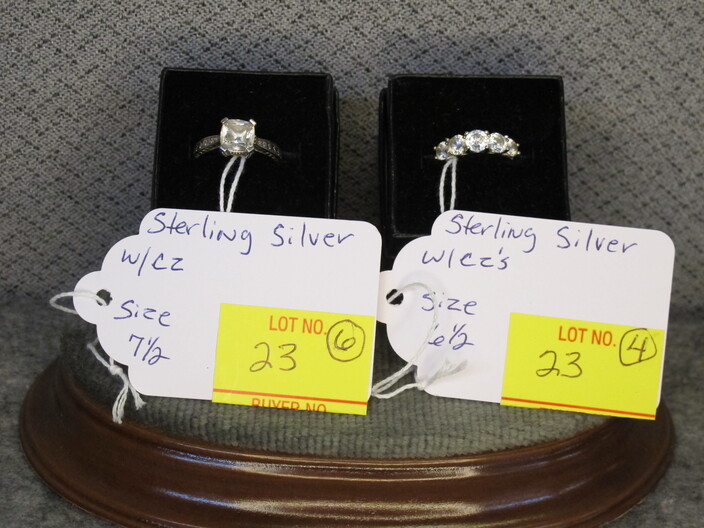 Sterling Silver
w/cz
Size
7½
LOT NO. 6
23
BUYER NO.
Sterling Silver
w/cz's
Size
6½
LOT NO. 4
23